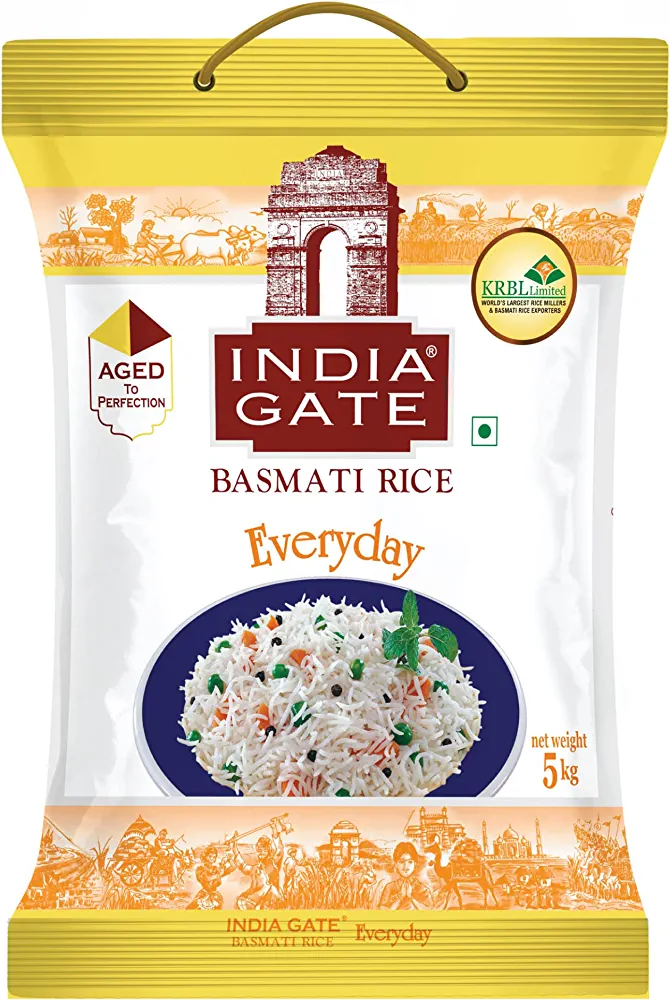 INDIA
KRBL Limited
WORLD'S LARGEST RICE MILLERS
& BASMATI RICE EXPORTERS
AGED
TO
PERFECTION
INDIA®
GATE
BASMATI RICE
Everyday
net weight
5kg
INDIA GATE® Everyday
BASMATI RICE